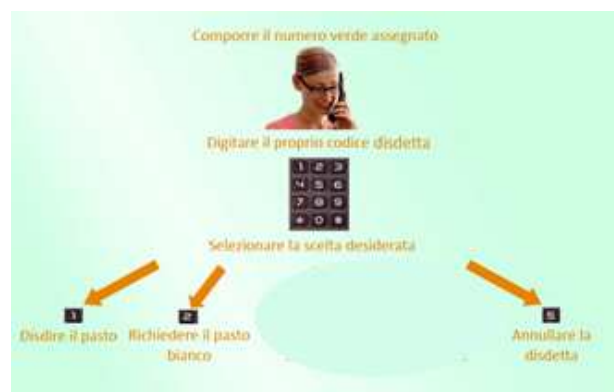 Comporre il numero verde assegnato
Digitare il proprio codice disdetta
1 2 3
4 5 6
7 8 9
* 0 #
Selezionare la scelta desiderata
1
Disdire il pasto
2
Richiedere il pasto
bianco
5
Annullare la
disdetta